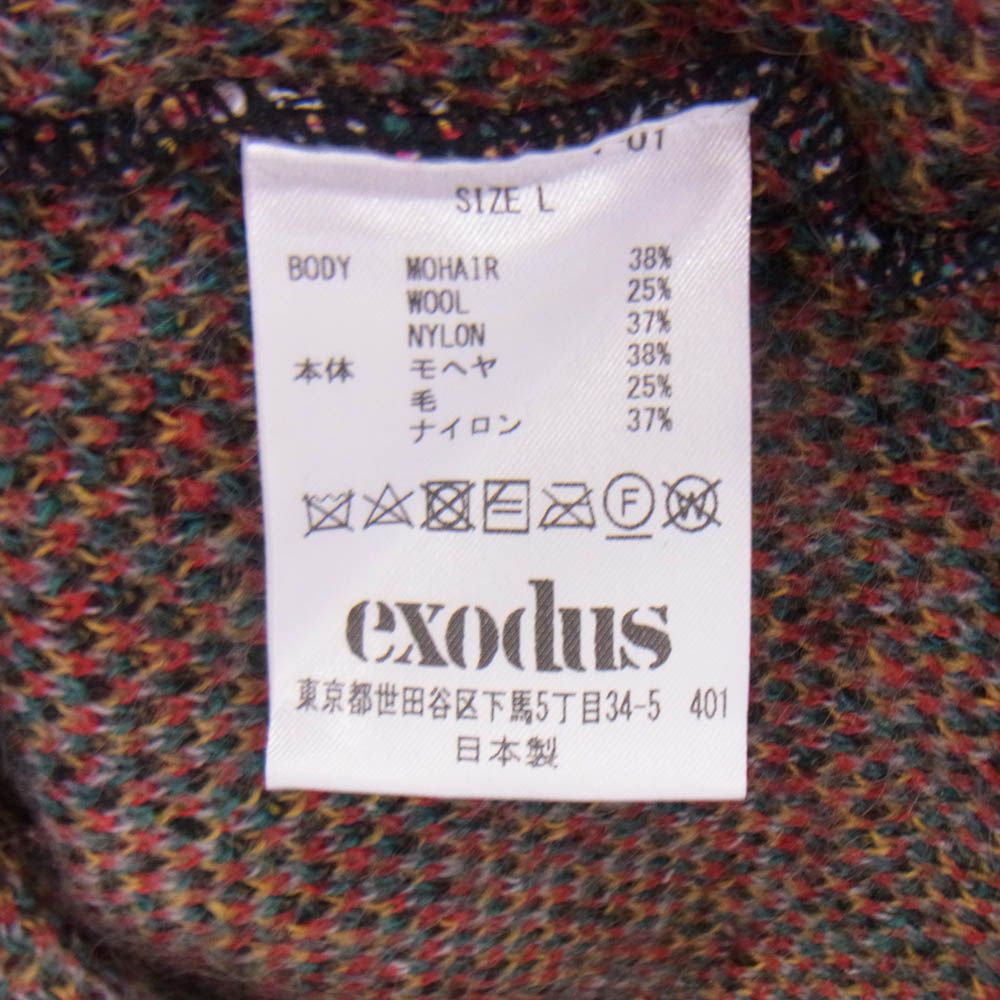 01
SIZE L
BODY MOHAIR 38%
WOOL 25%
NYLON 37%
本体 モヘヤ 38%
毛 25%
ナイロン 37%
F W
exodus
東京都世田谷区下馬5丁目34-5 401
日本製